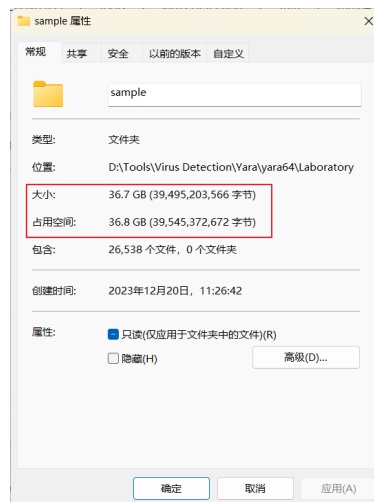 sample 属性
常规 共享 安全 以前的版本 自定义
sample
类型: 文件夹
位置: D:\Tools\Virus Detection\Yara\yara64\Laboratory
大小: 36.7 GB (39,495,203,566 字节)
占用空间: 36.8 GB (39,545,372,672 字节)
包含: 26,538 个文件，0 个文件夹
创建时间: 2023年12月20日，11:26:42
属性: 只读(仅应用于文件夹中的文件)(R)
隐藏(H) 高级(D)...
确定 取消 应用(A)